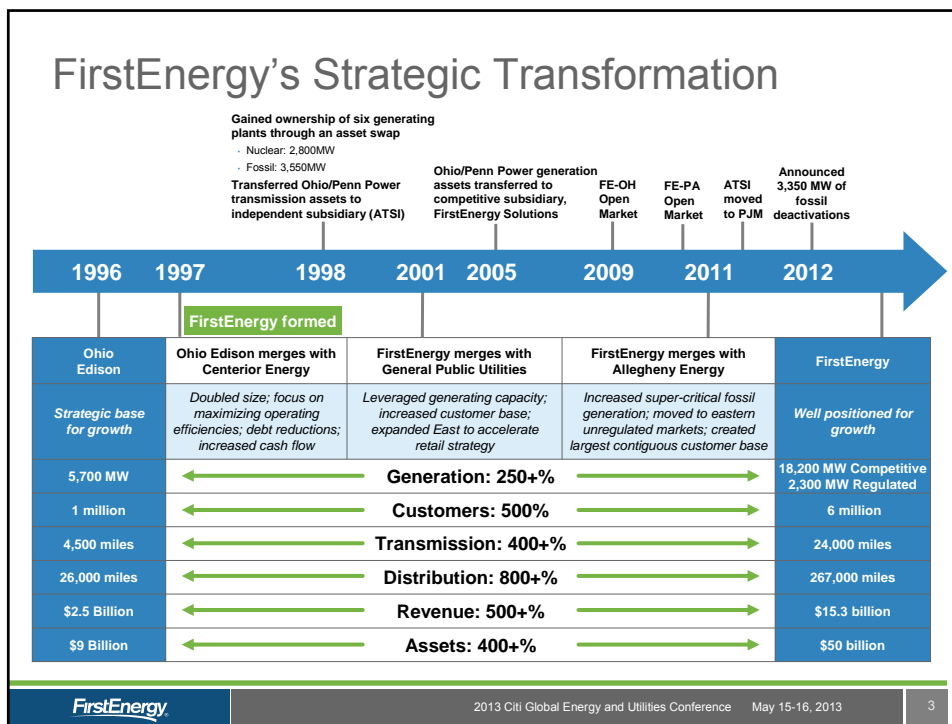 FirstEnergy's Strategic Transformation
Gained ownership of six generating
plants through an asset swap
· Nuclear: 2,800MW
· Fossil: 3,550MW
Transferred Ohio/Penn Power
transmission assets to
independent subsidiary (ATSI)
Ohio/Penn Power generation
assets transferred to
competitive subsidiary,
FirstEnergy Solutions
FE-OH
Open
Market
FE-PA
Open
Market
ATSI
moved
to PJM
Announced
3,350 MW of
fossil
deactivations
1996 1997 1998 2001 2005 2009 2011 2012
FirstEnergy formed
Ohio
Edison
Ohio Edison merges with
Centerior Energy
FirstEnergy merges with
General Public Utilities
FirstEnergy merges with
Allegheny Energy
FirstEnergy
Strategic base
for growth
Doubled size; focus on
maximizing operating
efficiencies; debt reductions;
increased cash flow
Leveraged generating capacity;
increased customer base;
expanded East to accelerate
retail strategy
Increased super-critical fossil
generation; moved to eastern
unregulated markets; created
largest contiguous customer base
Well positioned for
growth
5,700 MW
Generation: 250+%
18,200 MW Competitive
2,300 MW Regulated
1 million
Customers: 500%
6 million
4,500 miles
Transmission: 400+%
24,000 miles
26,000 miles
Distribution: 800+%
267,000 miles
$2.5 Billion
Revenue: 500+%
$15.3 billion
$9 Billion
Assets: 400+%
$50 billion
FirstEnergy®
2013 Citi Global Energy and Utilities Conference May 15-16, 2013
3